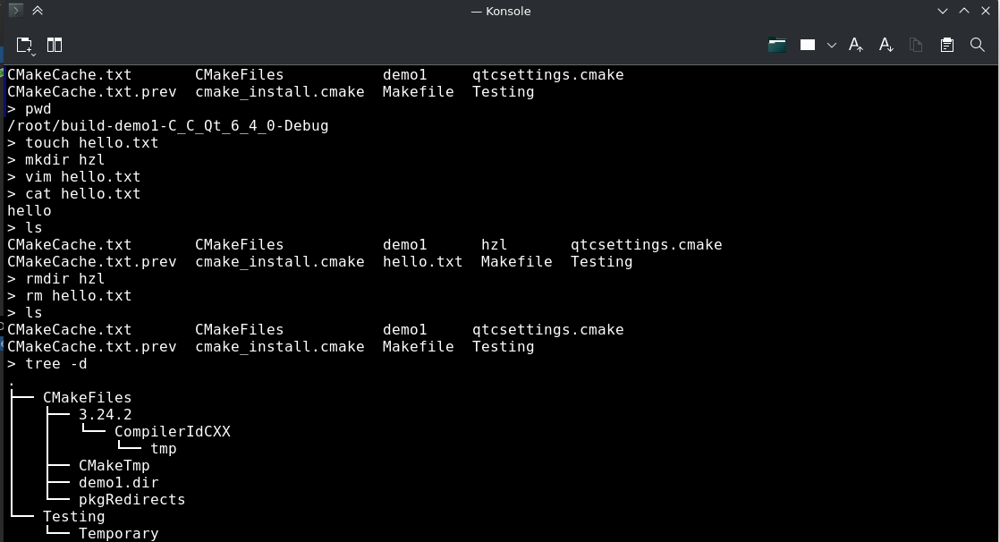 — Konsole
CMakeCache.txt       CMakeFiles           demo1     qtcsettings.cmake
CMakeCache.txt.prev  cmake_install.cmake  Makefile  Testing
> pwd
/root/build-demo1-C_C_Qt_6_4_0-Debug
> touch hello.txt
> mkdir hzl
> vim hello.txt
> cat hello.txt
hello
> ls
CMakeCache.txt       CMakeFiles           demo1      hzl       qtcsettings.cmake
CMakeCache.txt.prev  cmake_install.cmake  hello.txt  Makefile  Testing
> rmdir hzl
> rm hello.txt
> ls
CMakeCache.txt       CMakeFiles           demo1     qtcsettings.cmake
CMakeCache.txt.prev  cmake_install.cmake  Makefile  Testing
> tree -d
.
├── CMakeFiles
│   ├── 3.24.2
│   │   └── CompilerIdCXX
│   │       └── tmp
│   ├── CMakeTmp
│   ├── demo1.dir
│   └── pkgRedirects
└── Testing
    └── Temporary